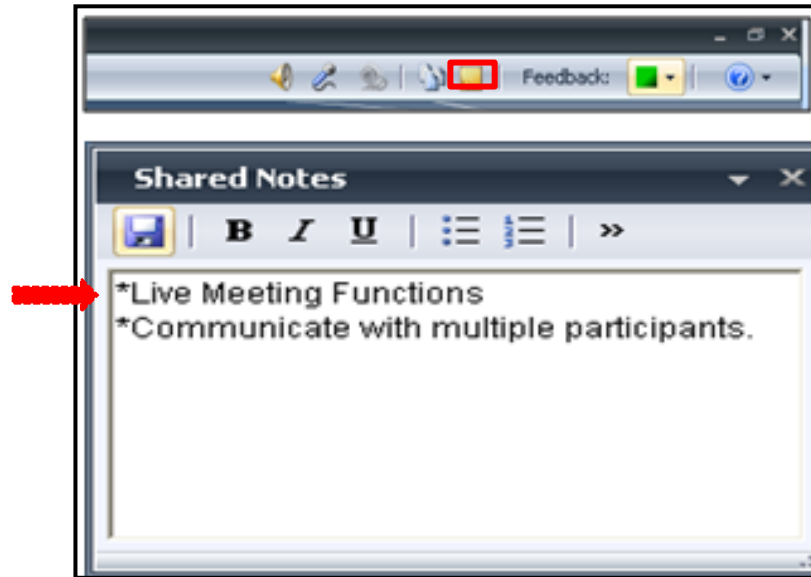 Feedback:
Shared Notes
B I U »
*Live Meeting Functions
*Communicate with multiple participants.